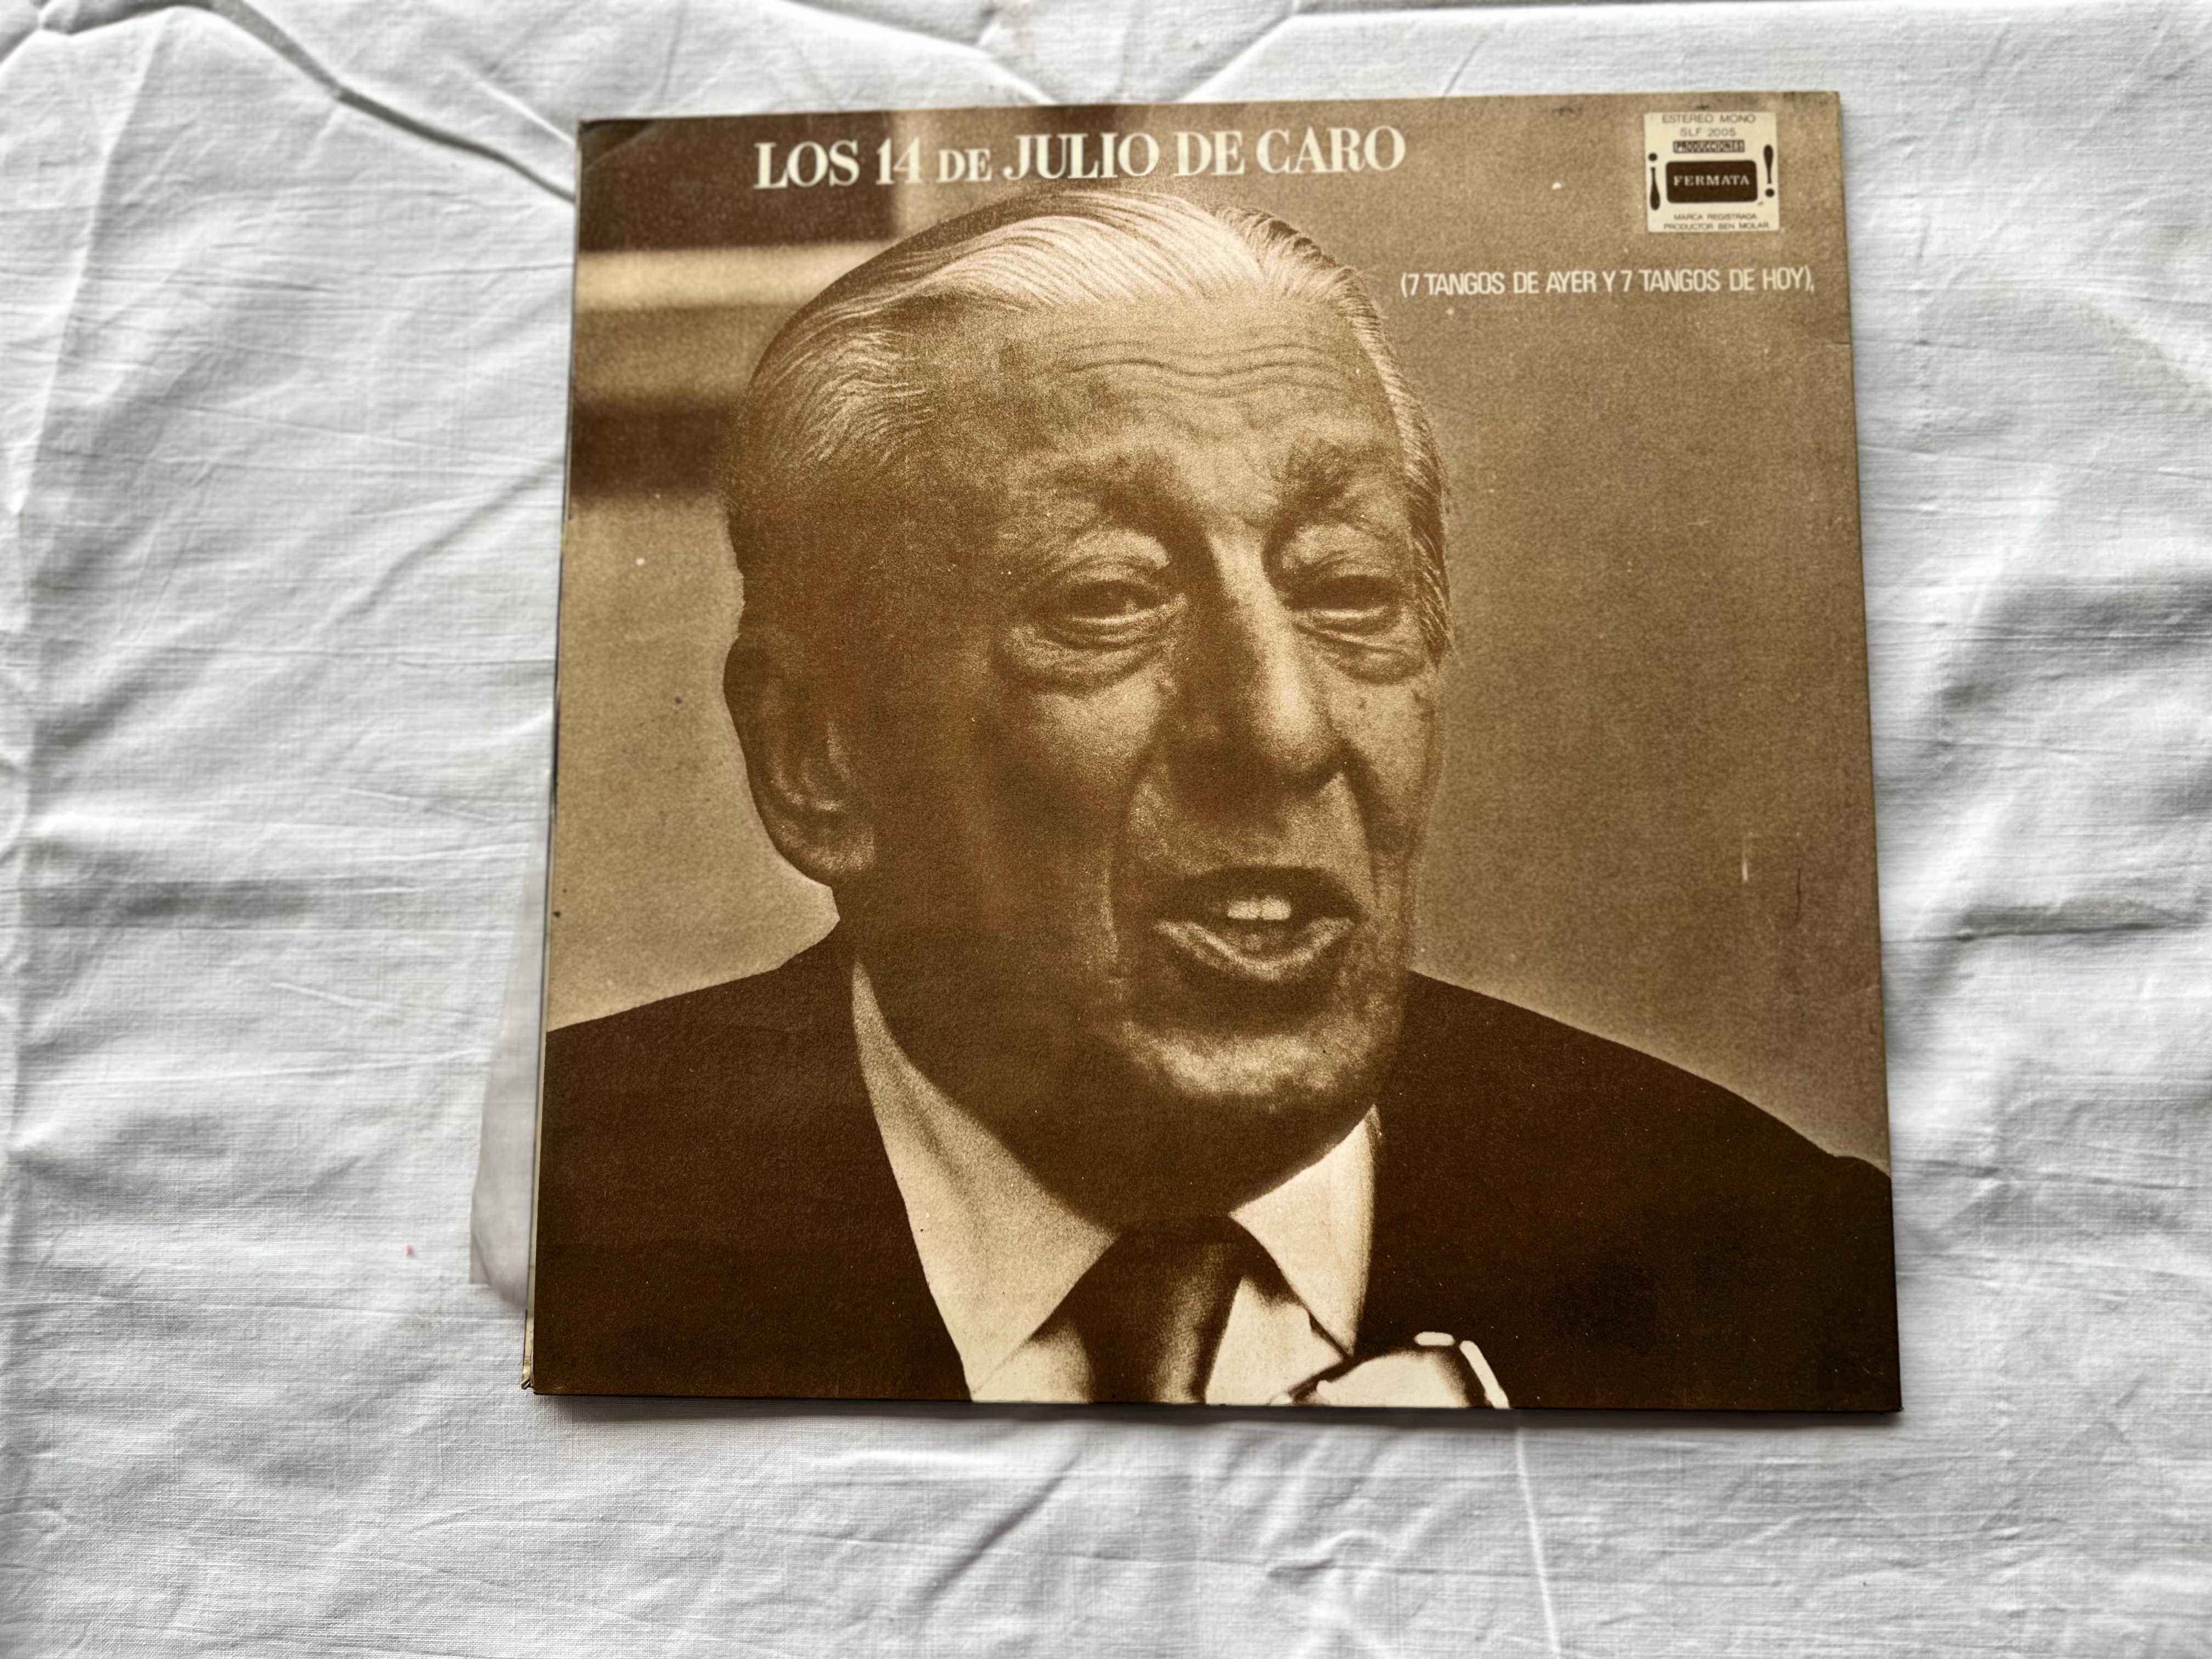 LOS 14 DE JULIO DE CARO
ESTEREO MONO
SLF 2005
FERMATA
MARCA REGISTRADA
PRODUCTOR BEN MOLAR
(7 TANGOS DE AYER Y 7 TANGOS DE HOY),